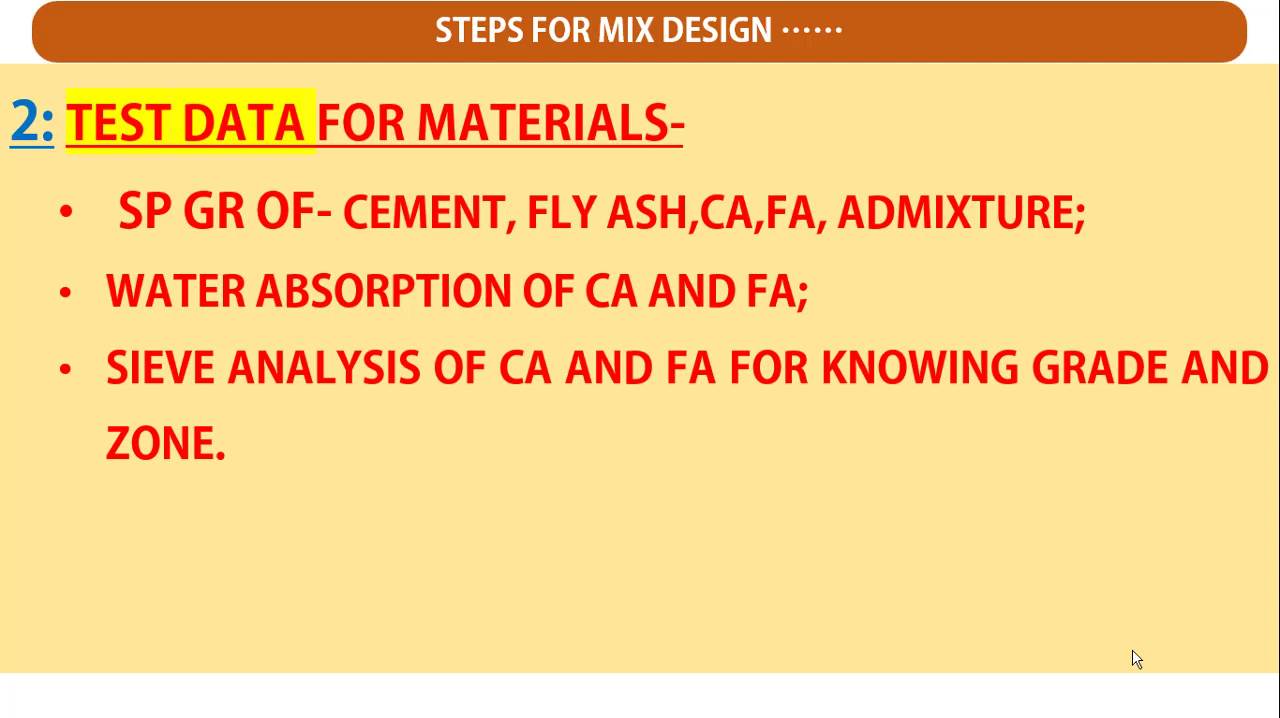 STEPS FOR MIX DESIGN ······
2: TEST DATA FOR MATERIALS-
• SP GR OF- CEMENT, FLY ASH,CA,FA, ADMIXTURE;
• WATER ABSORPTION OF CA AND FA;
• SIEVE ANALYSIS OF CA AND FA FOR KNOWING GRADE AND
ZONE.